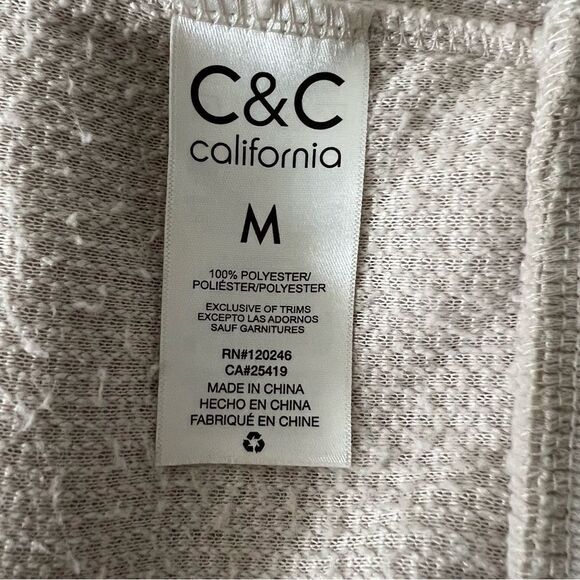 C&C
california
M
100% POLYESTER/
POLIÉSTER/POLYESTER
EXCLUSIVE OF TRIMS
EXCEPTO LAS ADORNOS
SAUF GARNITURES
RN#120246
CA#25419
MADE IN CHINA
HECHO EN CHINA
FABRIQUÉ EN CHINE